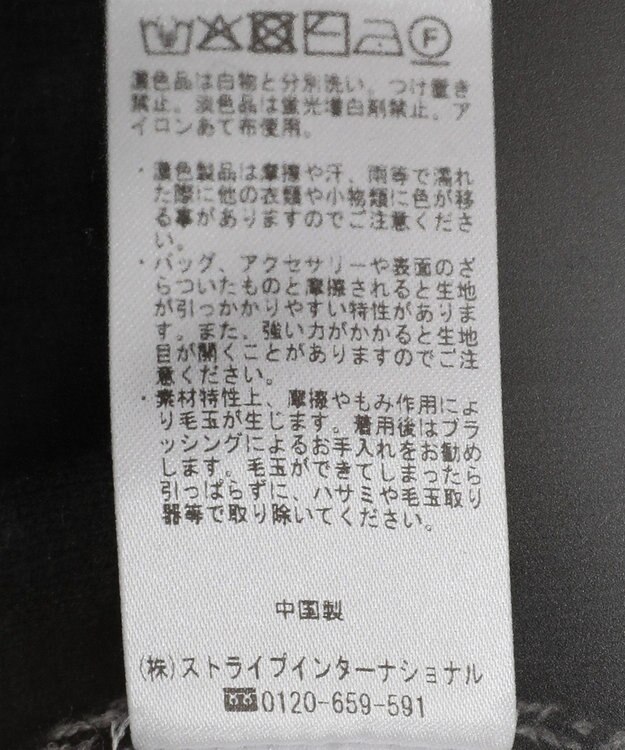 F
濃色品は白物と分別洗い。つけ置き
禁止。淡色品は蛍光増白剤禁止。ア
イロンあて布使用。
・濃色製品は摩擦や汗、雨等で濡れ
た際に他の衣類や小物類に色が移
る事がありますのでご注意くださ
い。
・バッグ、アクセサリーや表面のざ
らついたものと摩擦されると生地
が引っかかりやすい特性がありま
す。また、強い力がかかると生地
目が開くことがありますのでご注
意ください。
・素材特性上、摩擦やもみ作用によ
り毛玉が生じます。着用後はブラ
ッシングによるお手入れをお勧め
します。毛玉ができてしまったら
引っぱらずに、ハサミや毛玉取り
器等で取り除いてください。
中国製
(株)ストライプインターナショナル
0120-659-591